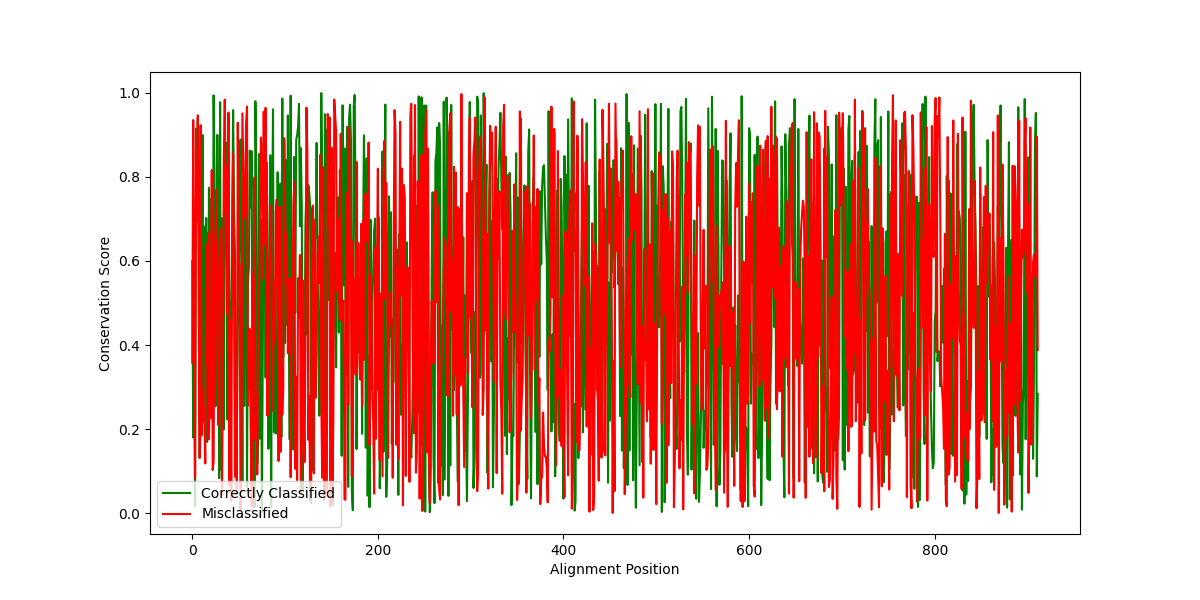 Conservation Score
1.0
0.8
0.6
0.4
0.2
0.0
Correctly Classified
Misclassified
0 200 400 600 800
Alignment Position